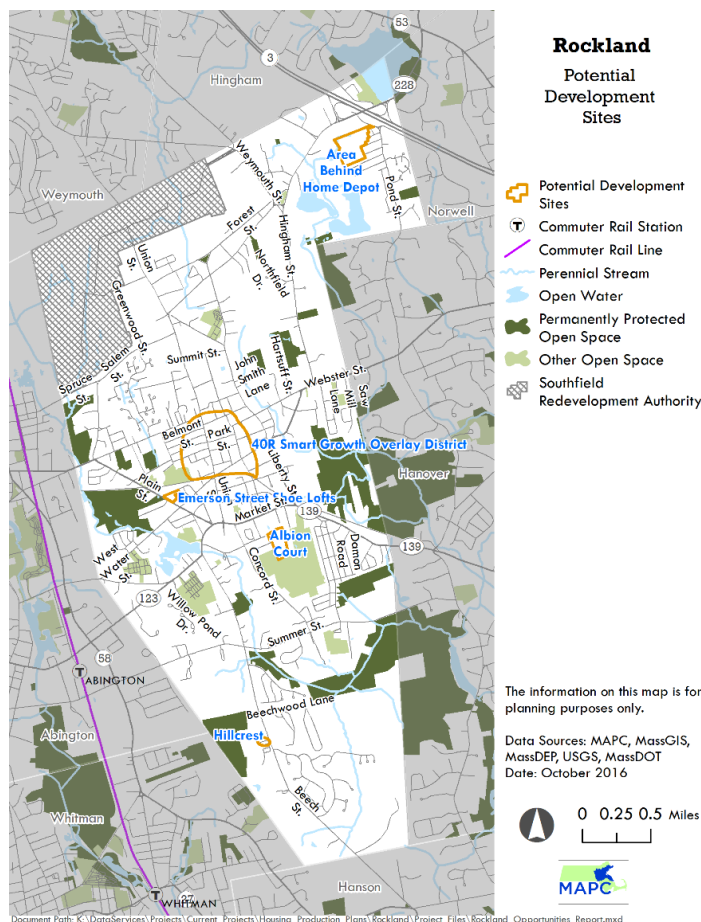 53
3
Hingham
228
Weymouth St.
Area
Behind
Home Depot
Weymouth
Pond St.
Norwell
Forest
St.
Hingham St.
Union
St.
Northfield
Dr.
Greenwood St.
Summit St.
John
Smith
Lane
Hartsuff St.
Salem
St.
Spruce
St.
Webster St.
Mill
Lane
Saw
Belmont
St.
Park
St.
40R Smart Growth Overlay District
Liberty St.
Hanover
Plain
St.
Emerson Street Shoe Lofts
Market St.
139
Albion
Court
139
West
Water
St.
Concord St.
Damon
Road
123
Willow Pond
Dr.
Summer St.
58
T
ABINGTON
Beechwood Lane
Abington
Hillcrest
Beech
St.
Whitman
Hanson
T
WHITMAN
27
Rockland
Potential
Development
Sites
Potential Development
Sites
T Commuter Rail Station
Commuter Rail Line
Perennial Stream
Open Water
Permanently Protected
Open Space
Other Open Space
Southfield
Redevelopment Authority
The information on this map is for
planning purposes only.
Data Sources: MAPC, MassGIS,
MassDEP, USGS, MassDOT
Date: October 2016
0 0.25 0.5 Miles
MAPC
Document Path: K:\DataServices\Projects\Current_Projects\Housing_Production_Plans\Rockland\Project_Files\Rockland_Opportunities_Report.mxd